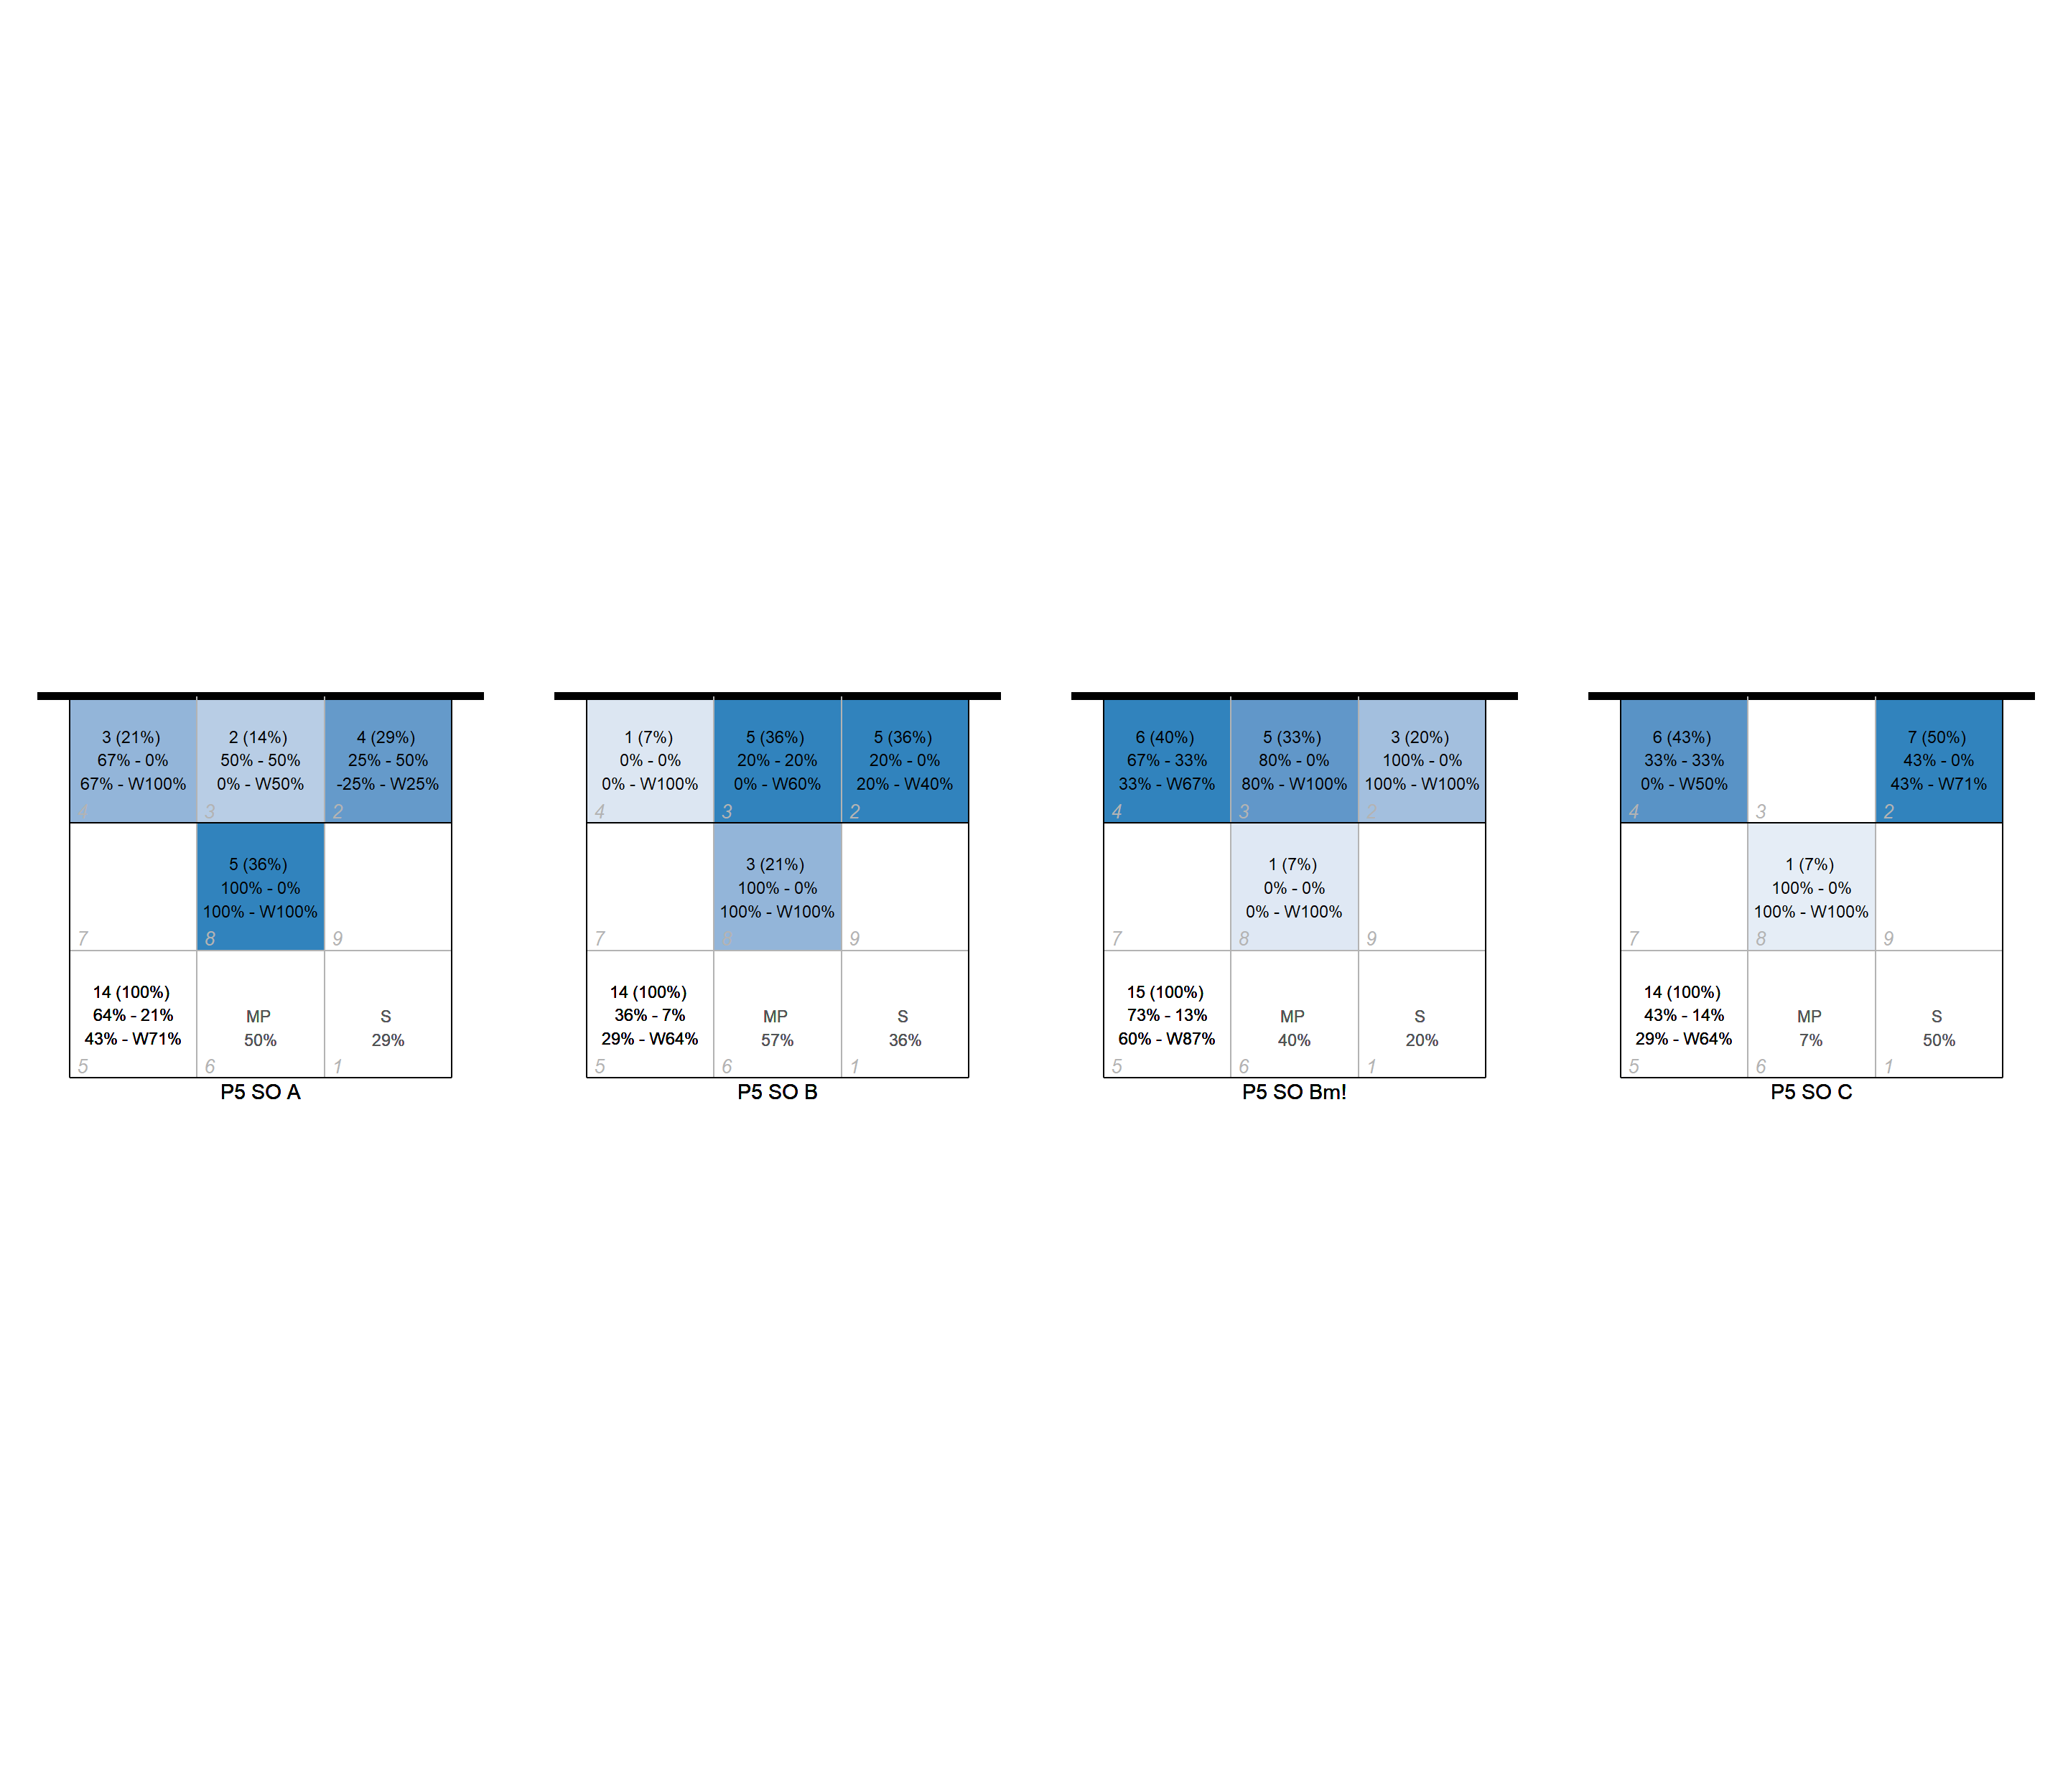 3 (21%)
67% - 0%
67% - W100%
4
2 (14%)
50% - 50%
0% - W50%
3
4 (29%)
25% - 50%
-25% - W25%
2
7
5 (36%)
100% - 0%
100% - W100%
8
9
14 (100%)
64% - 21%
43% - W71%
5
MP
50%
6
S
29%
1
P5 SO A
1 (7%)
0% - 0%
0% - W100%
4
5 (36%)
20% - 20%
0% - W60%
3
5 (36%)
20% - 0%
20% - W40%
2
7
3 (21%)
100% - 0%
100% - W100%
8
9
14 (100%)
36% - 7%
29% - W64%
5
MP
57%
6
S
36%
1
P5 SO B
6 (40%)
67% - 33%
33% - W67%
4
5 (33%)
80% - 0%
80% - W100%
3
3 (20%)
100% - 0%
100% - W100%
2
7
1 (7%)
0% - 0%
0% - W100%
8
9
15 (100%)
73% - 13%
60% - W87%
5
MP
40%
6
S
20%
1
P5 SO Bm!
6 (43%)
33% - 33%
0% - W50%
4
3
7 (50%)
43% - 0%
43% - W71%
2
7
1 (7%)
100% - 0%
100% - W100%
8
9
14 (100%)
43% - 14%
29% - W64%
5
MP
7%
6
S
50%
1
P5 SO C